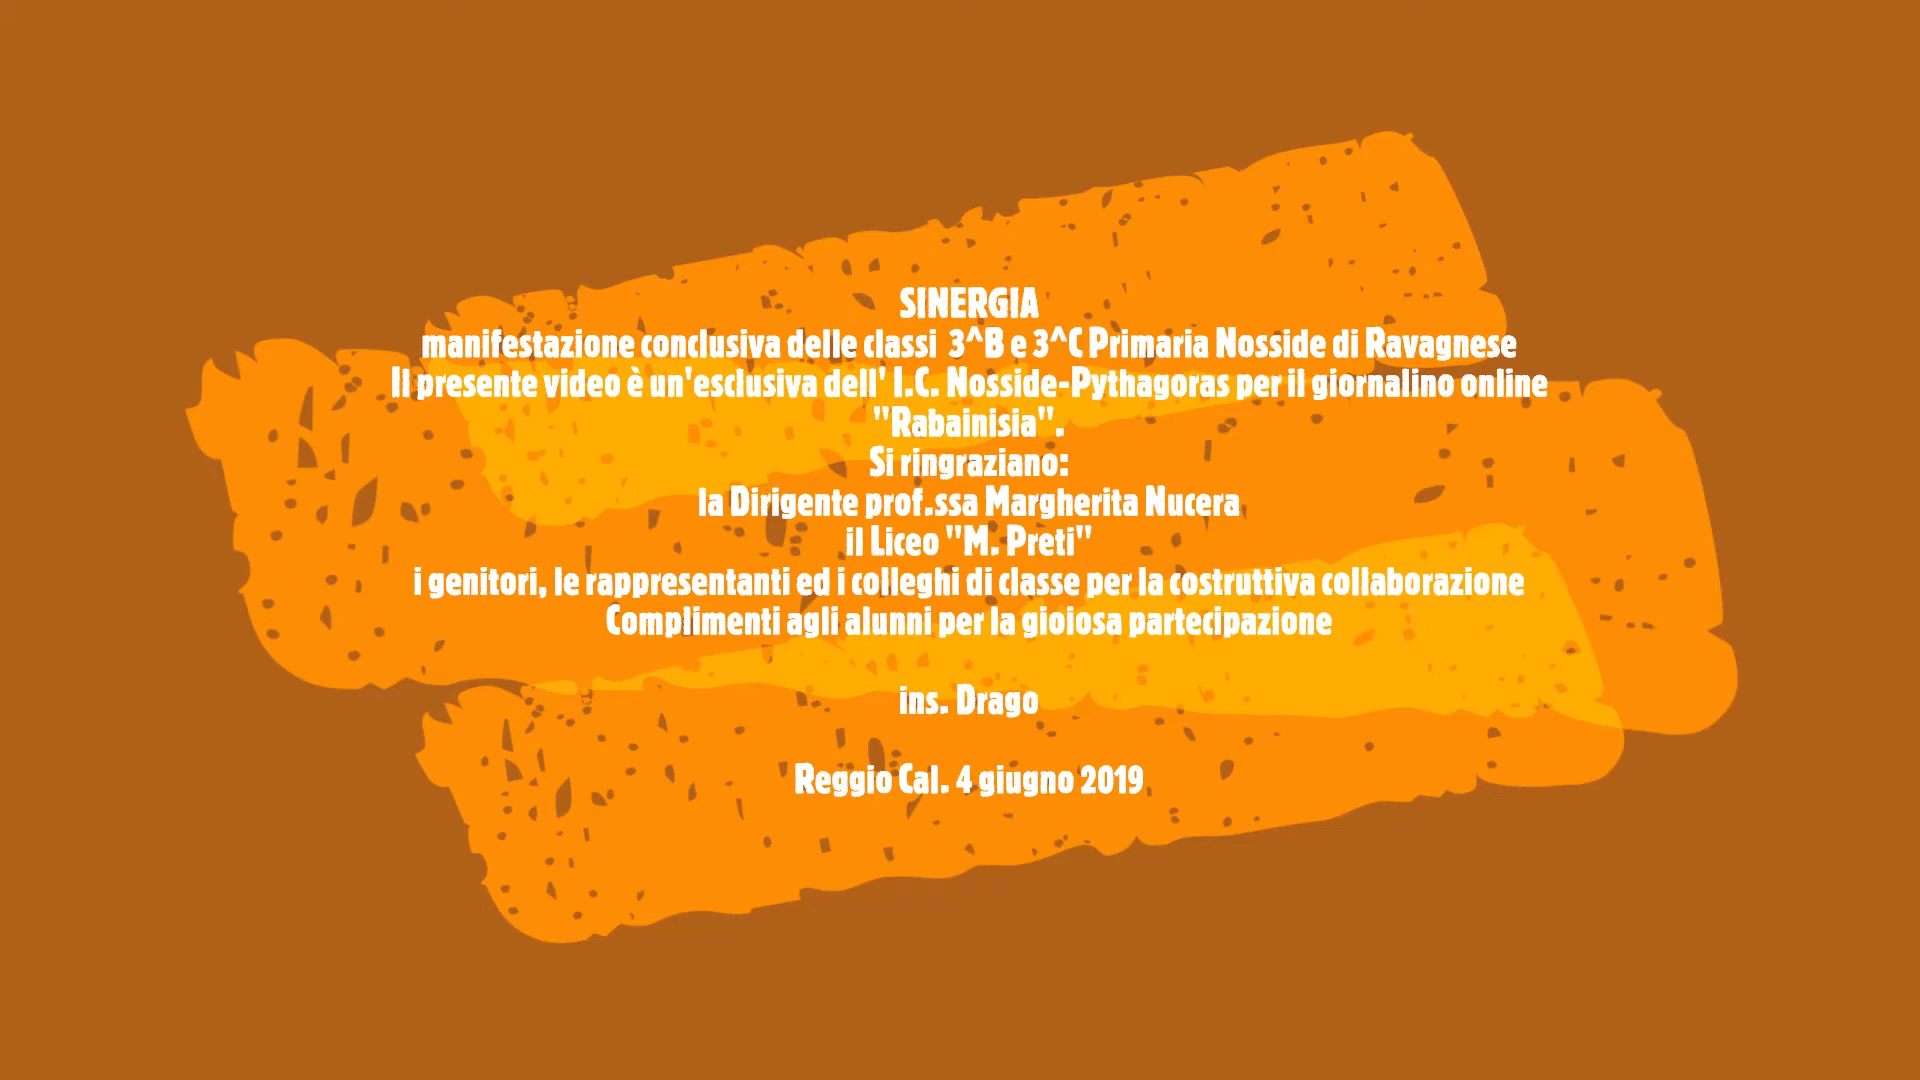 SINERGIA
manifestazione conclusiva delle classi  3^B e 3^C Primaria Nosside di Ravagnese
Il presente video è un'esclusiva dell' I.C. Nosside-Pythagoras per il giornalino online
"Rabainisia".
Si ringraziano:
la Dirigente prof.ssa Margherita Nucera
il Liceo "M. Preti"
i genitori, le rappresentanti ed i colleghi di classe per la costruttiva collaborazione
Complimenti agli alunni per la gioiosa partecipazione
ins. Drago
Reggio Cal. 4 giugno 2019